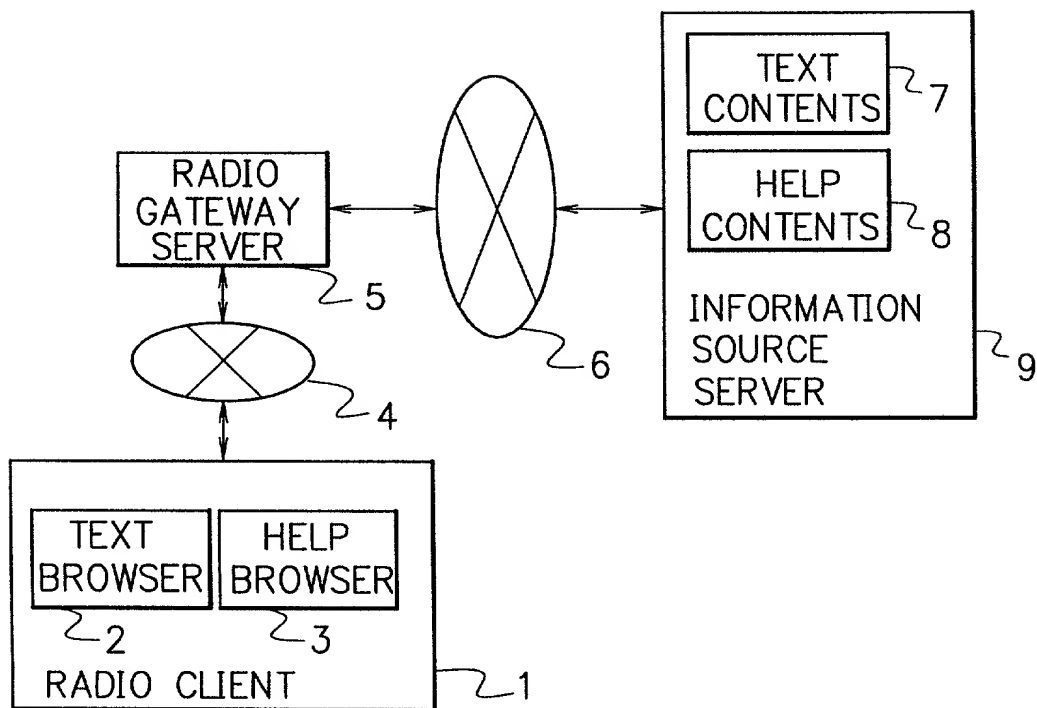 TEXT
CONTENTS
7
HELP
CONTENTS
8
INFORMATION
SOURCE
SERVER
9
RADIO
GATEWAY
SERVER
5
6
4
TEXT
BROWSER
2
HELP
BROWSER
3
RADIO CLIENT
1